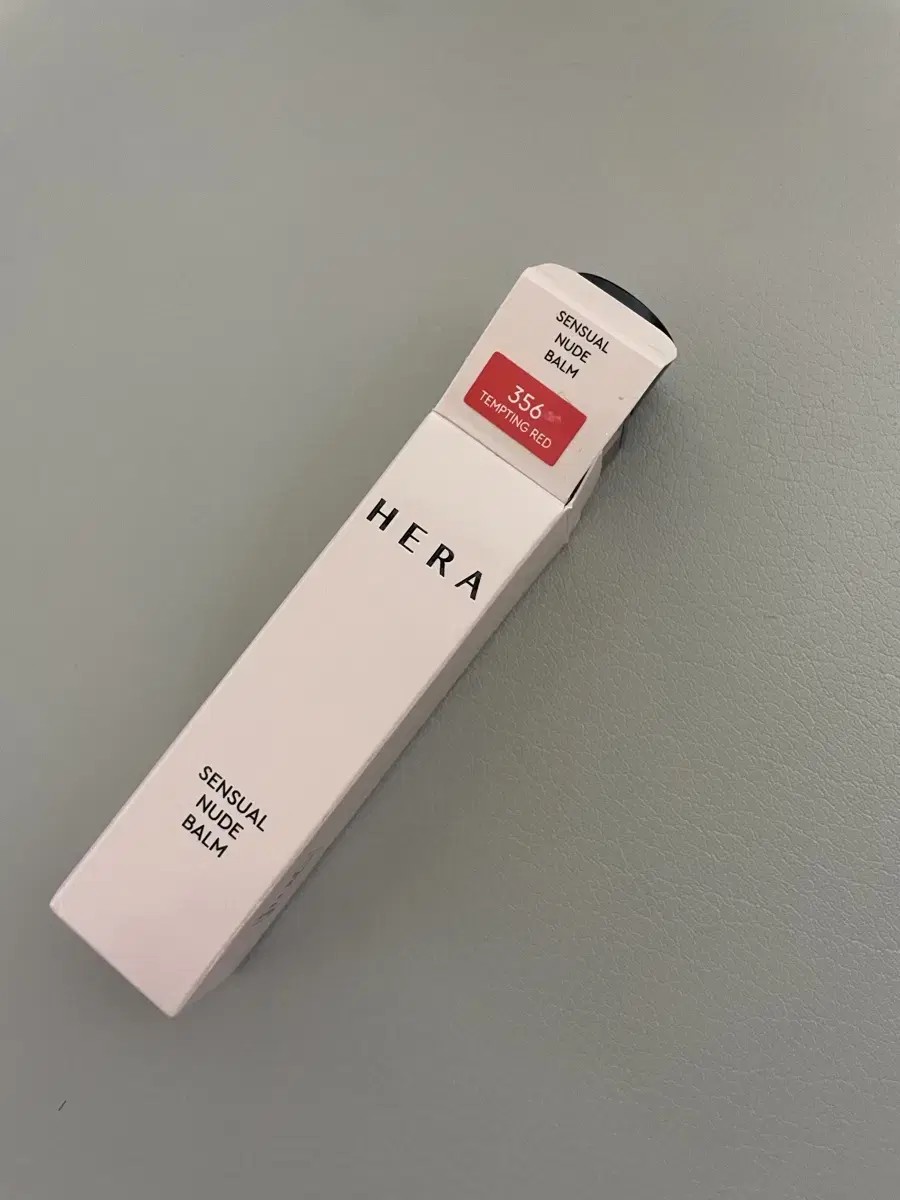 SENSUAL
NUDE
BALM
356
TEMPTING RED
HERA
SENSUAL
NUDE
BALM